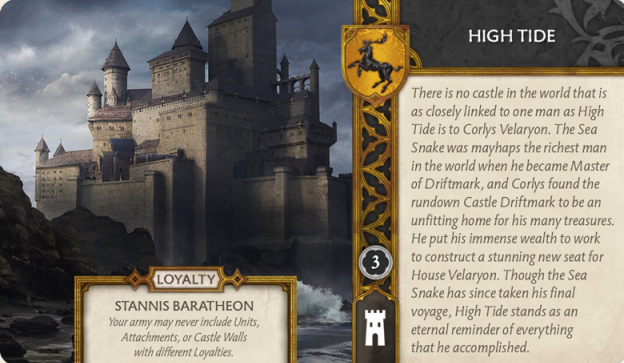 HIGH TIDE
There is no castle in the world that is
as closely linked to one man as High
Tide is to Corlys Velaryon. The Sea
Snake was mayhaps the richest man
in the world when he became Master
of Driftmark, and Corlys found the
rundown Castle Driftmark to be an
unfitting home for his many treasures.
He put his immense wealth to work
to construct a stunning new seat for
House Velaryon. Though the Sea
Snake has since taken his final
voyage, High Tide stands as an
eternal reminder of everything
that he accomplished.
3
LOYALTY
STANNIS BARATHEON
Your army may never include Units,
Attachments, or Castle Walls
with different Loyalties.